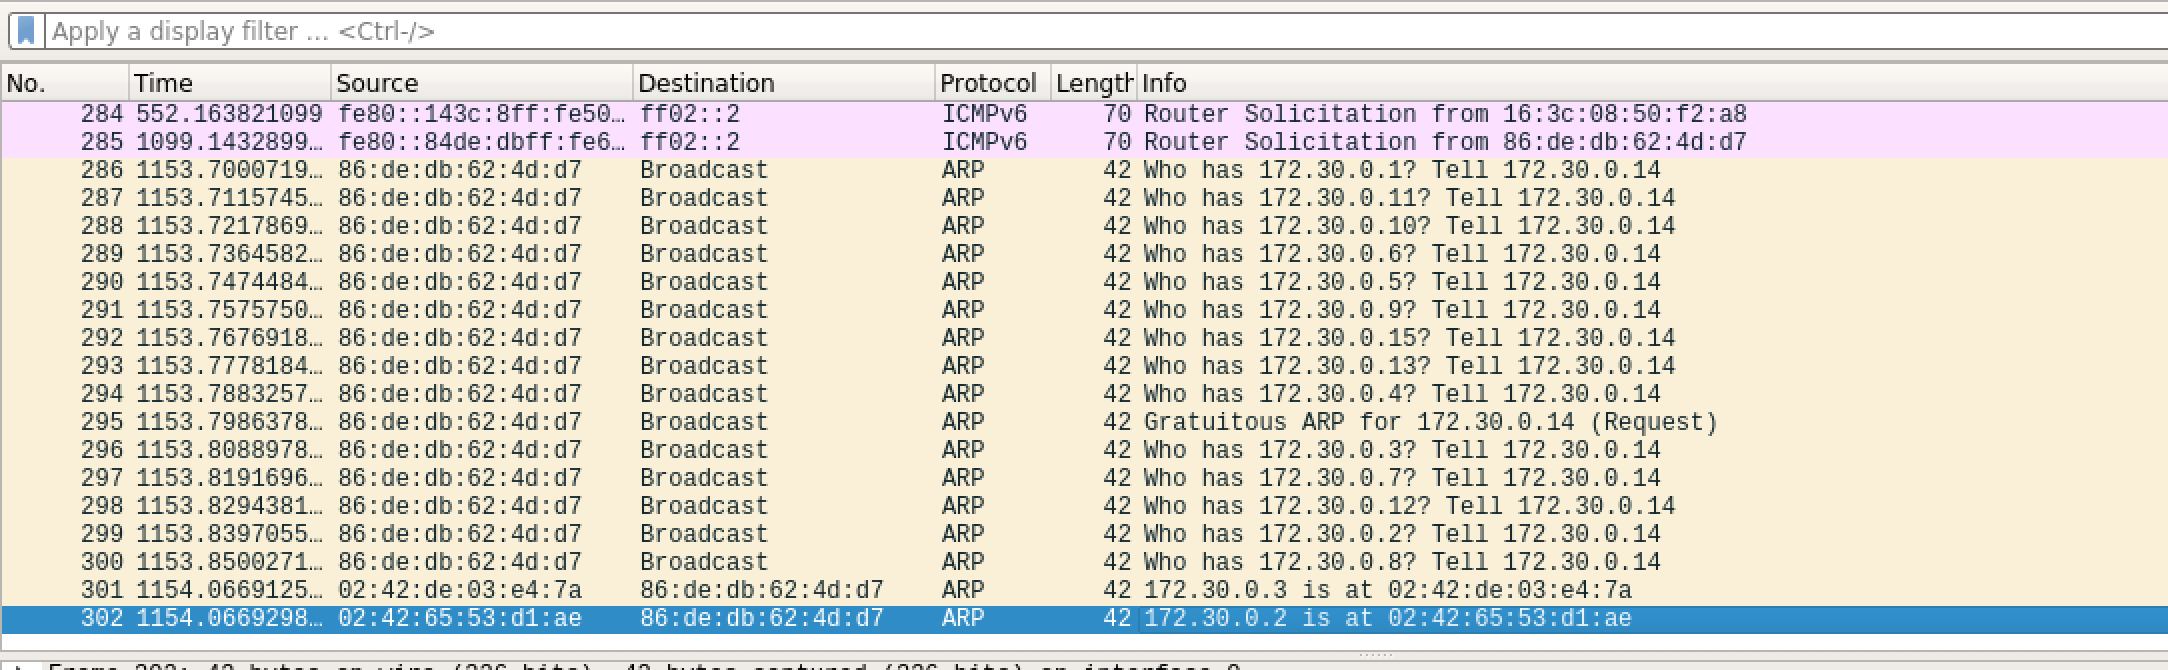 Apply a display filter ... <Ctrl-/>
No. Time Source Destination Protocol Length Info
284 552.163821099 fe80::143c:8ff:fe50… ff02::2 ICMPv6 70 Router Solicitation from 16:3c:08:50:f2:a8
285 1099.1432899… fe80::84de:dbff:fe6… ff02::2 ICMPv6 70 Router Solicitation from 86:de:db:62:4d:d7
286 1153.7000719… 86:de:db:62:4d:d7 Broadcast ARP 42 Who has 172.30.0.1? Tell 172.30.0.14
287 1153.7115745… 86:de:db:62:4d:d7 Broadcast ARP 42 Who has 172.30.0.11? Tell 172.30.0.14
288 1153.7217869… 86:de:db:62:4d:d7 Broadcast ARP 42 Who has 172.30.0.10? Tell 172.30.0.14
289 1153.7364582… 86:de:db:62:4d:d7 Broadcast ARP 42 Who has 172.30.0.6? Tell 172.30.0.14
290 1153.7474484… 86:de:db:62:4d:d7 Broadcast ARP 42 Who has 172.30.0.5? Tell 172.30.0.14
291 1153.7575750… 86:de:db:62:4d:d7 Broadcast ARP 42 Who has 172.30.0.9? Tell 172.30.0.14
292 1153.7676918… 86:de:db:62:4d:d7 Broadcast ARP 42 Who has 172.30.0.15? Tell 172.30.0.14
293 1153.7778184… 86:de:db:62:4d:d7 Broadcast ARP 42 Who has 172.30.0.13? Tell 172.30.0.14
294 1153.7883257… 86:de:db:62:4d:d7 Broadcast ARP 42 Who has 172.30.0.4? Tell 172.30.0.14
295 1153.7986378… 86:de:db:62:4d:d7 Broadcast ARP 42 Gratuitous ARP for 172.30.0.14 (Request)
296 1153.8088978… 86:de:db:62:4d:d7 Broadcast ARP 42 Who has 172.30.0.3? Tell 172.30.0.14
297 1153.8191696… 86:de:db:62:4d:d7 Broadcast ARP 42 Who has 172.30.0.7? Tell 172.30.0.14
298 1153.8294381… 86:de:db:62:4d:d7 Broadcast ARP 42 Who has 172.30.0.12? Tell 172.30.0.14
299 1153.8397055… 86:de:db:62:4d:d7 Broadcast ARP 42 Who has 172.30.0.2? Tell 172.30.0.14
300 1153.8500271… 86:de:db:62:4d:d7 Broadcast ARP 42 Who has 172.30.0.8? Tell 172.30.0.14
301 1154.0669125… 02:42:de:03:e4:7a 86:de:db:62:4d:d7 ARP 42 172.30.0.3 is at 02:42:de:03:e4:7a
302 1154.0669298… 02:42:65:53:d1:ae 86:de:db:62:4d:d7 ARP 42 172.30.0.2 is at 02:42:65:53:d1:ae